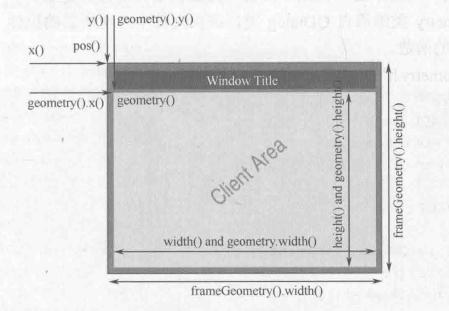 y()
geometry().y()
x()
pos()
Window Title
geometry().x()
geometry()
Client Area
height() and geometry().height()
frameGeometry().height()
width() and geometry.width()
frameGeometry().width()